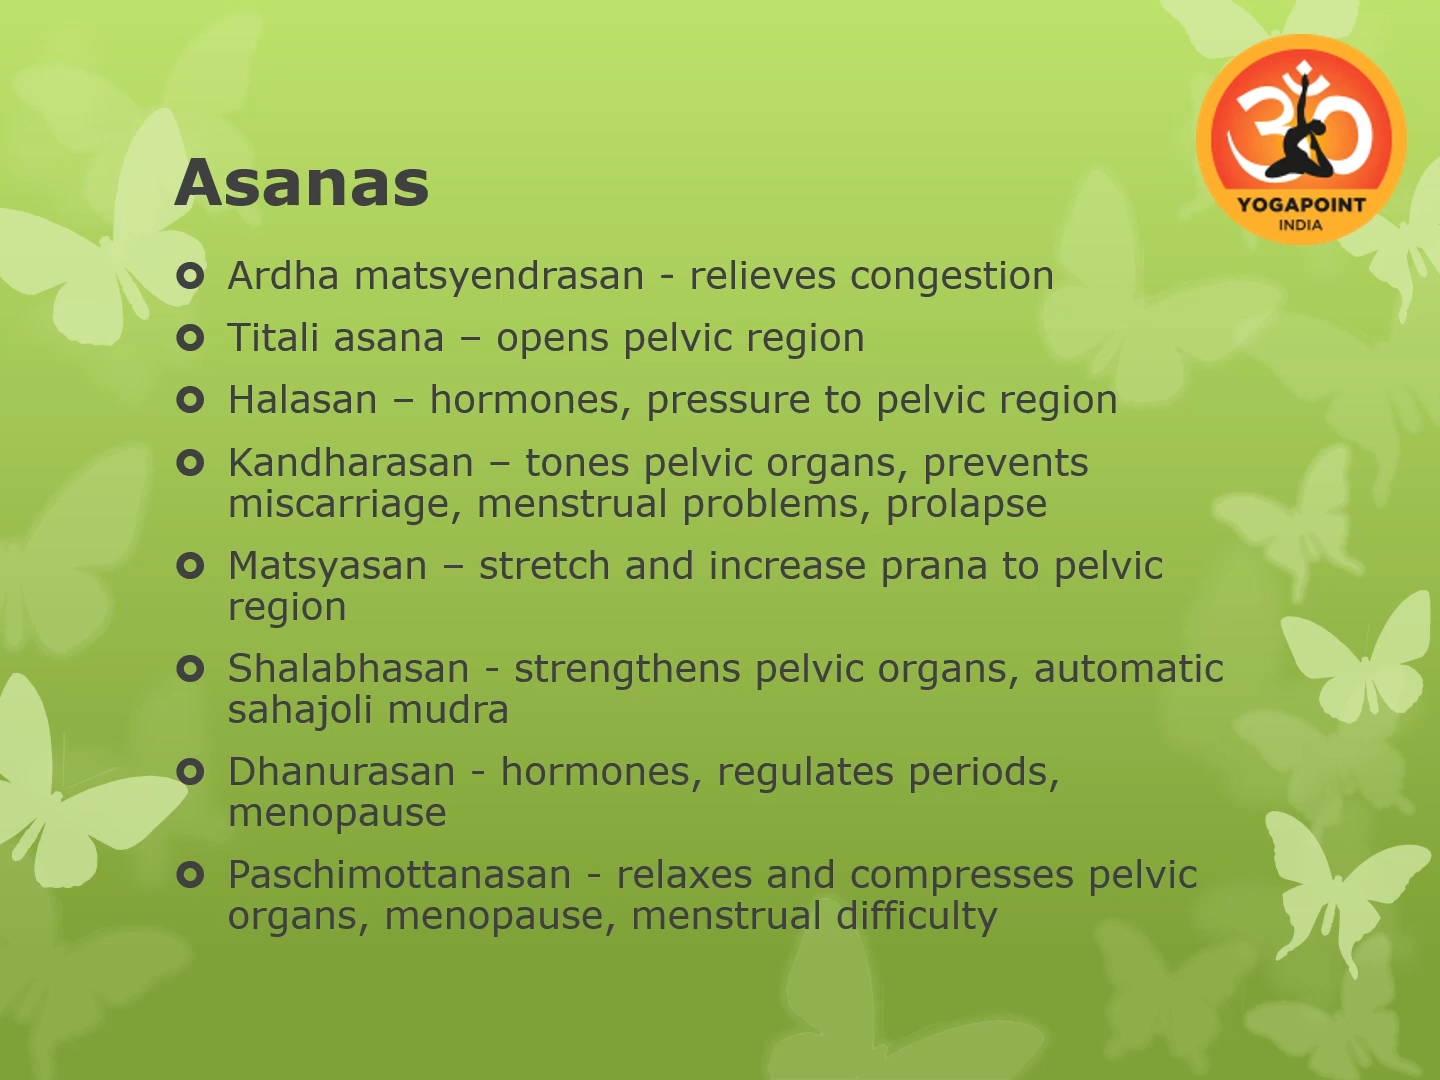 ॐ
YOGAPOINT
INDIA
Asanas
Ardha matsyendrasan - relieves congestion
Titali asana – opens pelvic region
Halasan – hormones, pressure to pelvic region
Kandharasan – tones pelvic organs, prevents
miscarriage, menstrual problems, prolapse
Matsyasan – stretch and increase prana to pelvic
region
Shalabhasan - strengthens pelvic organs, automatic
sahajoli mudra
Dhanurasan - hormones, regulates periods,
menopause
Paschimottanasan - relaxes and compresses pelvic
organs, menopause, menstrual difficulty